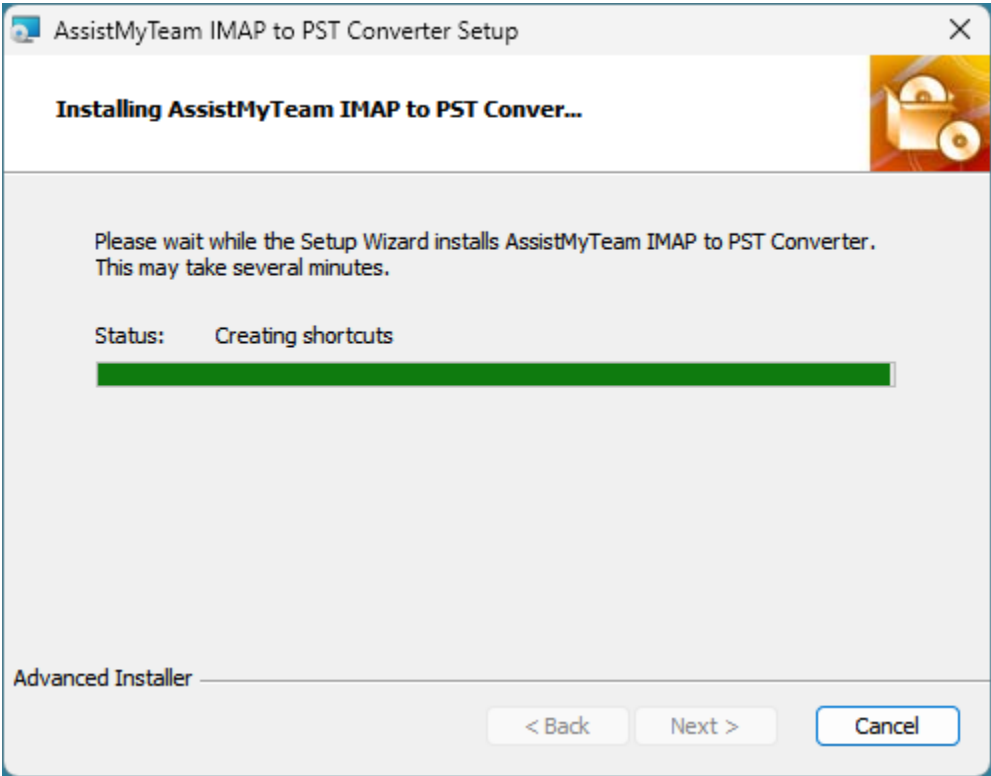 AssistMyTeam IMAP to PST Converter Setup
Installing AssistMyTeam IMAP to PST Conver...
Please wait while the Setup Wizard installs AssistMyTeam IMAP to PST Converter.
This may take several minutes.
Status: Creating shortcuts
Advanced Installer
< Back Next > Cancel